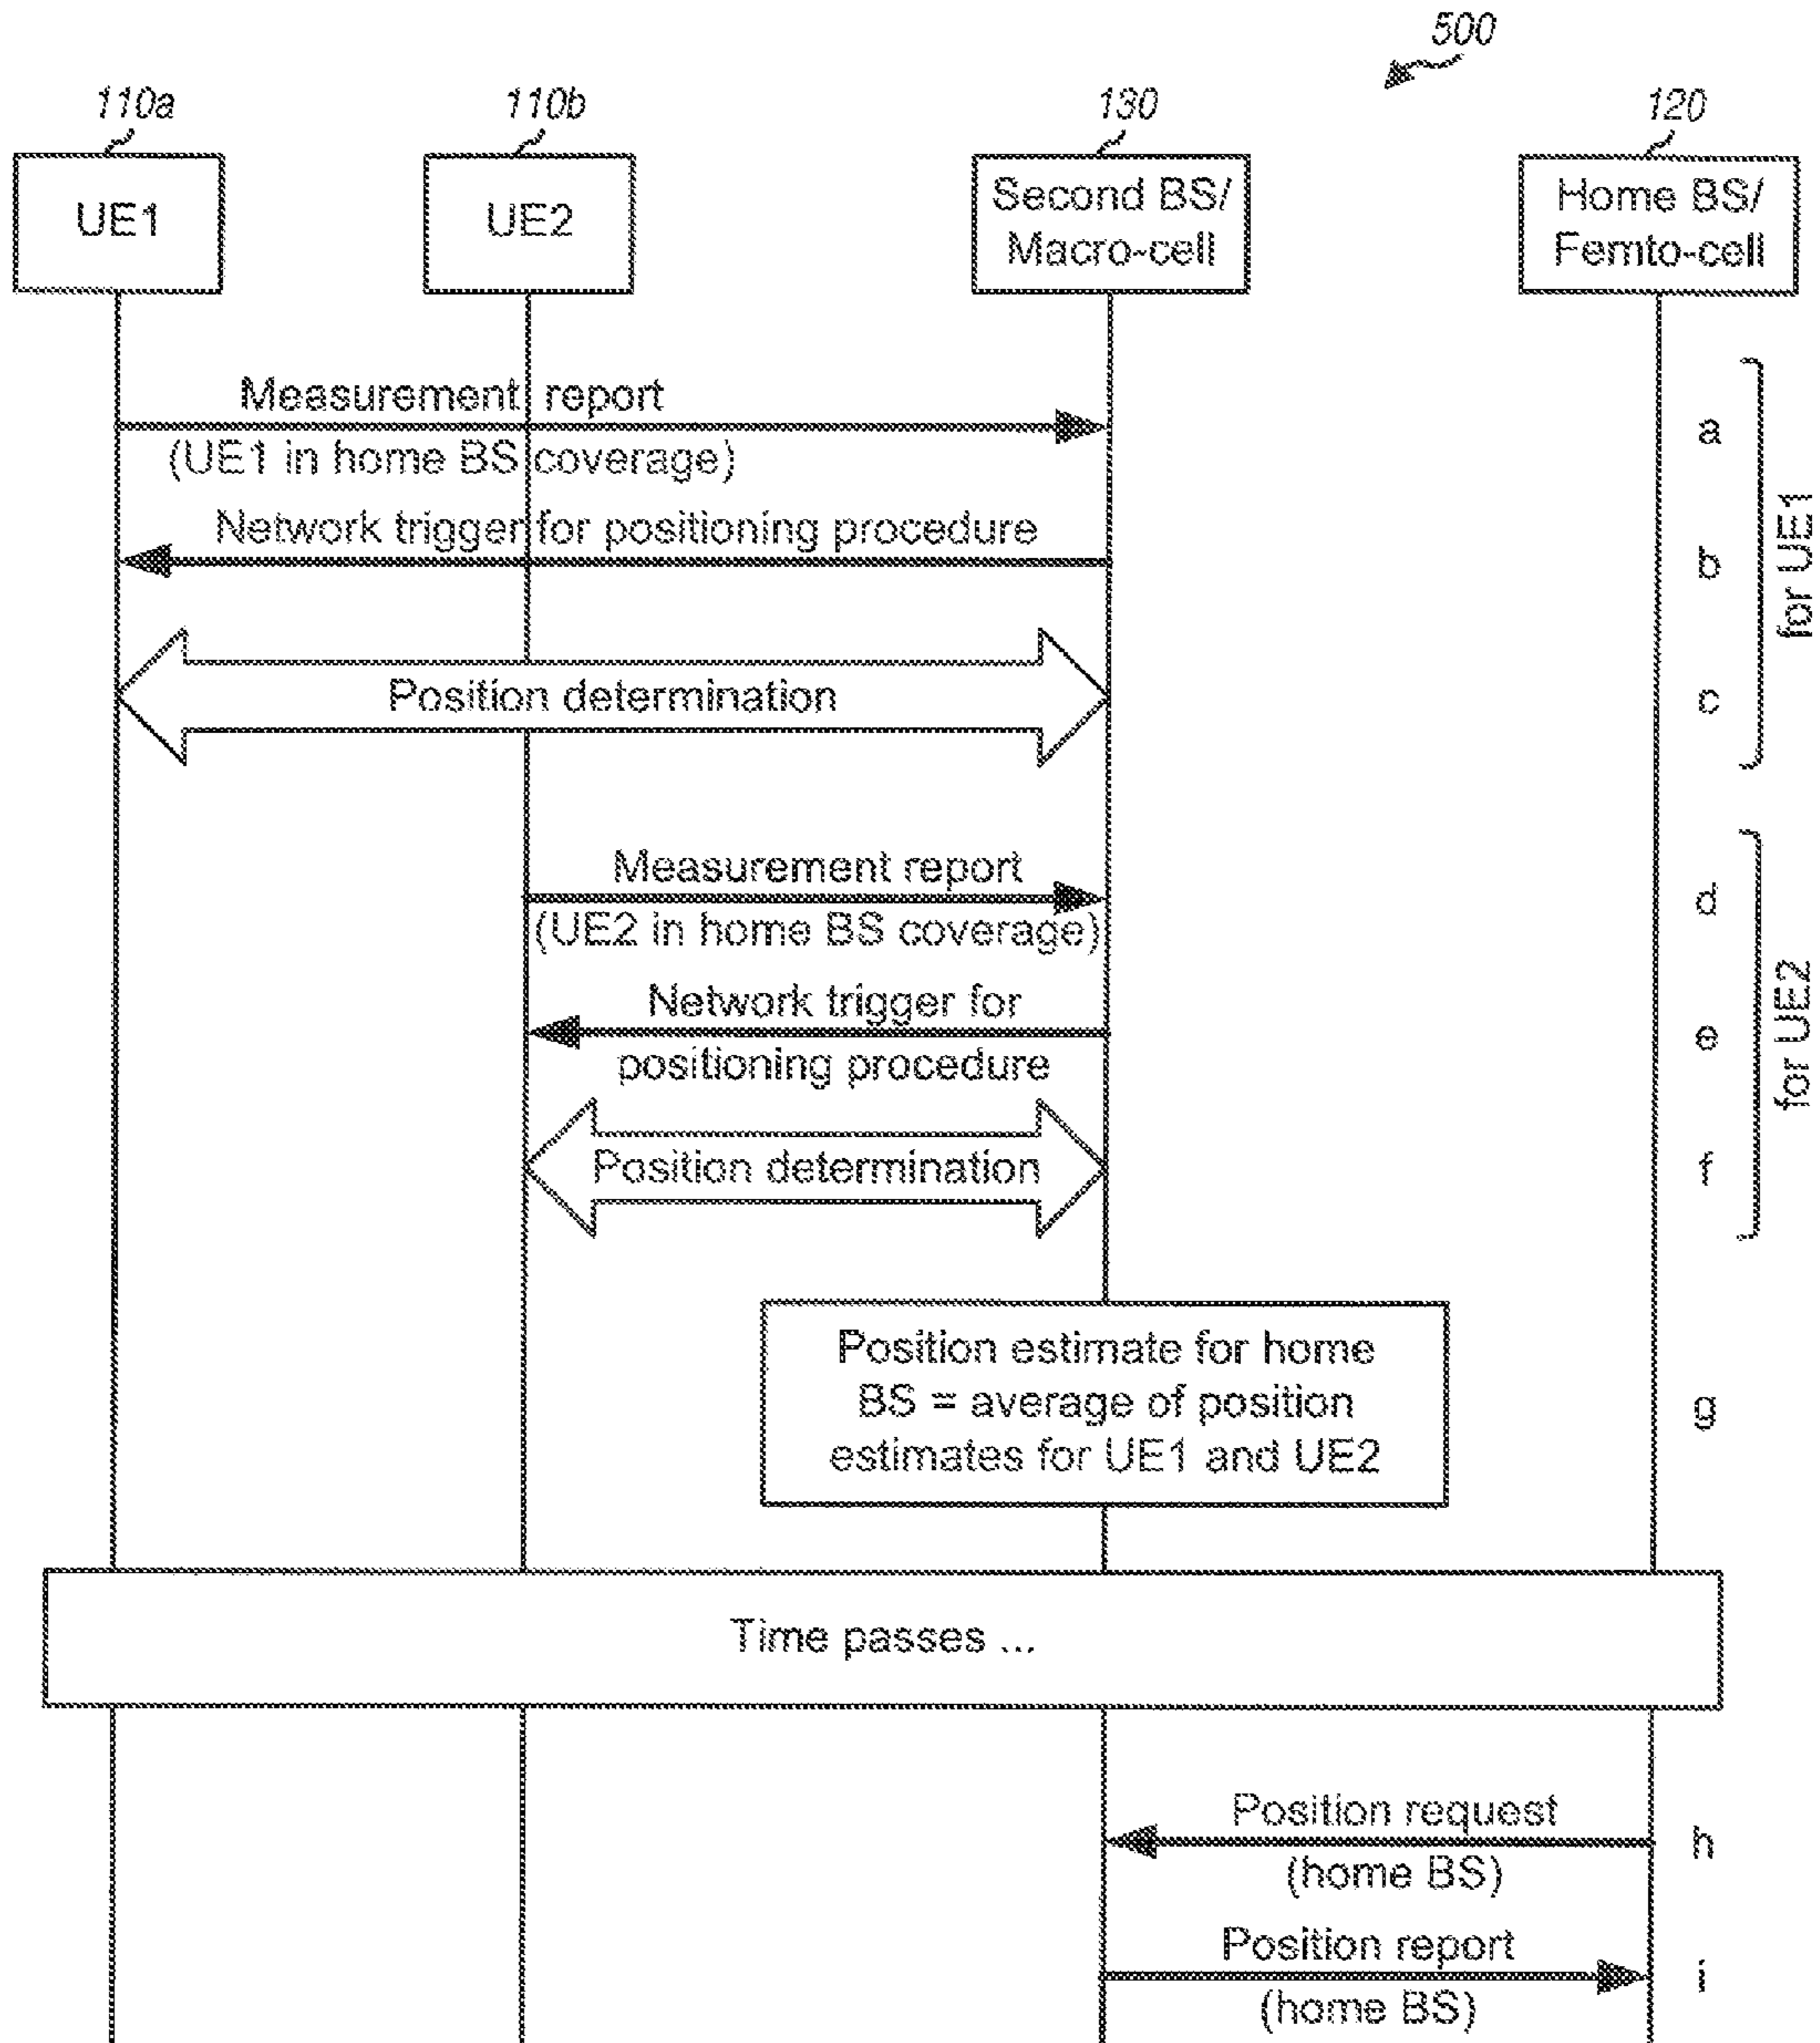 500
110a
110b
130
120
UE1
UE2
Second BS/
Macro-cell
Home BS/
Femto-cell
Measurement report
(UE1 in home BS coverage)
a
Network trigger for positioning procedure
b
Position determination
c
for UE1
Measurement report
(UE2 in home BS coverage)
d
Network trigger for
positioning procedure
e
Position determination
f
for UE2
Position estimate for home
BS = average of position
estimates for UE1 and UE2
g
Time passes ...
Position request
(home BS)
h
Position report
(home BS)
i